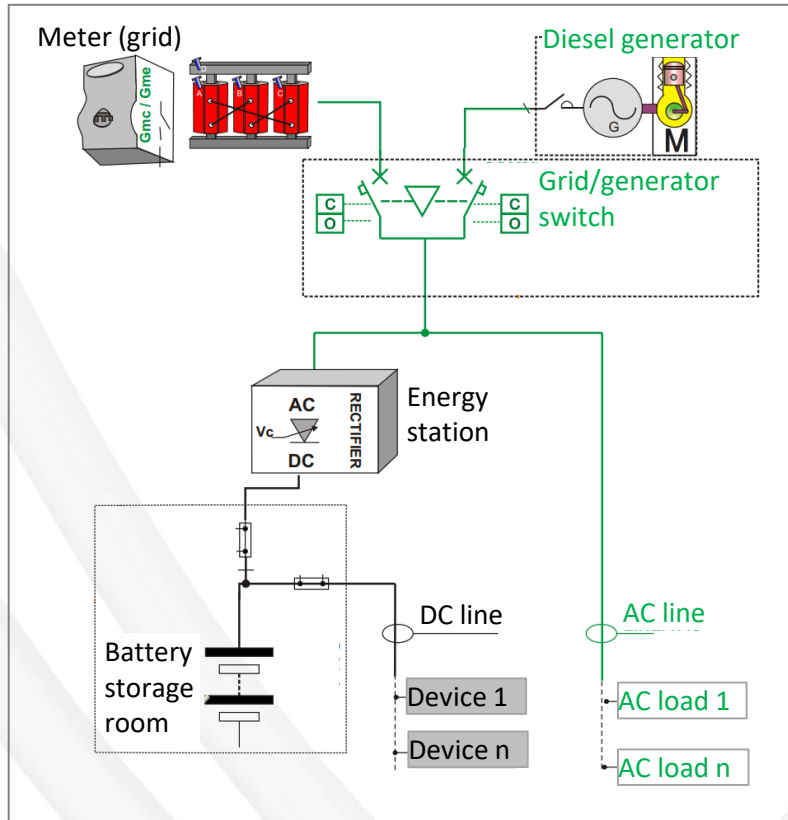 Meter (grid)
Diesel generator
Gmc / Gme
A B C
G
M
Grid/generator
switch
C
O
C
O
AC
Vc
DC
RECTIFIER
Energy
station
DC line
AC line
Battery
storage
room
Device 1
Device n
AC load 1
AC load n